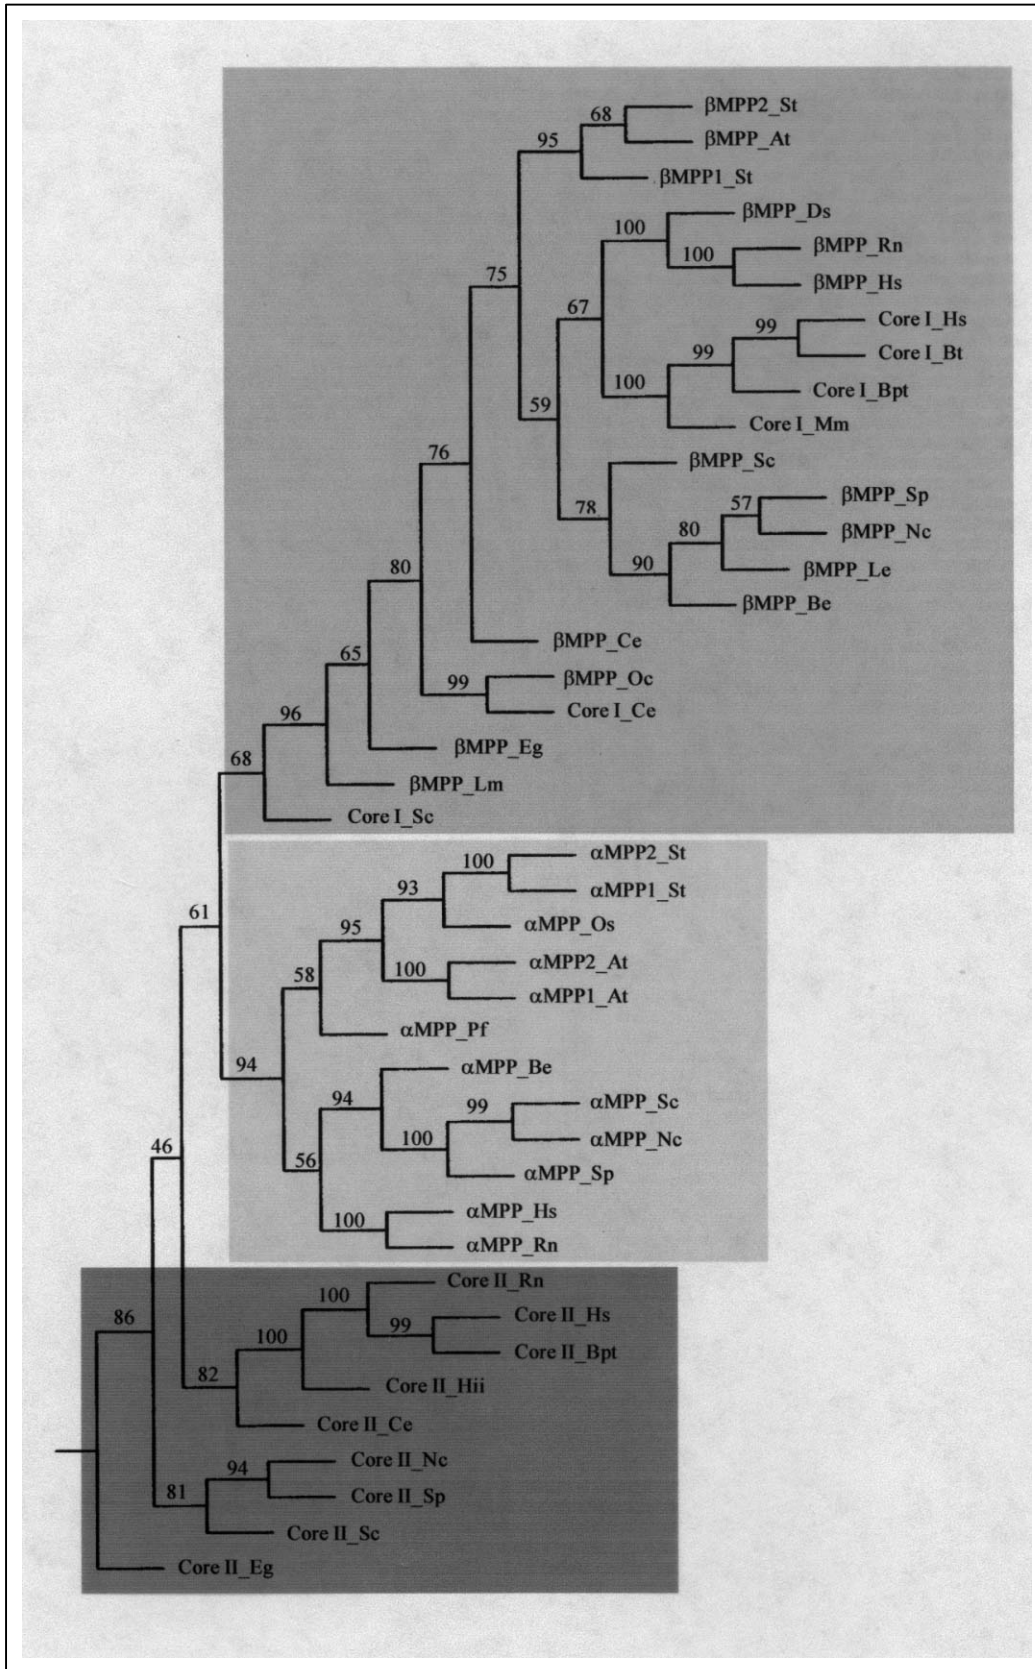 βMPP2_St
68
βMPP_At
95
βMPP1_St
βMPP_Ds
100
βMPP_Rn
100
75
βMPP_Hs
67
Core I_Hs
99
Core I_Bt
99
Core I_Bpt
100
59
Core I_Mm
76
βMPP_Sc
βMPP_Sp
57
78
βMPP_Nc
80
80
βMPP_Le
90
βMPP_Be
βMPP_Ce
65
βMPP_Oc
99
Core I_Ce
96
βMPP_Eg
68
βMPP_Lm
Core I_Sc
αMPP2_St
100
αMPP1_St
93
61
αMPP_Os
95
αMPP2_At
100
58
αMPP1_At
αMPP_Pf
94
αMPP_Be
94
αMPP_Sc
99
αMPP_Nc
100
46
56
αMPP_Sp
αMPP_Hs
100
αMPP_Rn
Core II_Rn
100
86
Core II_Hs
99
100
Core II_Bpt
82
Core II_Hii
Core II_Ce
Core II_Nc
94
81
Core II_Sp
Core II_Sc
Core II_Eg